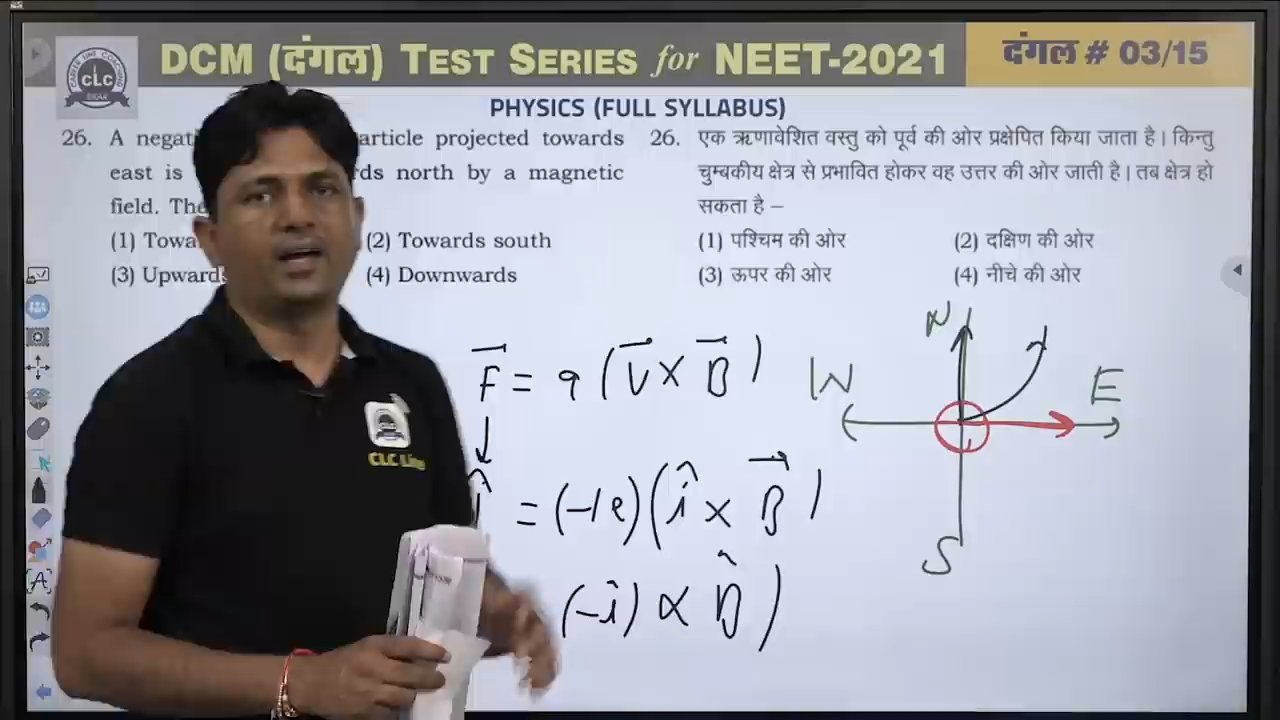 DCM (दंगल) TEST SERIES for NEET-2021
दंगल # 03/15
CLC
PHYSICS (FULL SYLLABUS)
26. A negat article projected towards
east is rds north by a magnetic
field. The
(1) Towa (2) Towards south
(3) Upwards (4) Downwards
26. एक ऋणावेशित वस्तु को पूर्व की ओर प्रक्षेपित किया जाता है। किन्तु
चुम्बकीय क्षेत्र से प्रभावित होकर वह उत्तर की ओर जाती है। तब क्षेत्र हो
सकता है –
(1) पश्चिम की ओर (2) दक्षिण की ओर
(3) ऊपर की ओर (4) नीचे की ओर
F = q (V × B)
= (-1e) (i × B)
(-i) × B)
N
W E
S
CLC